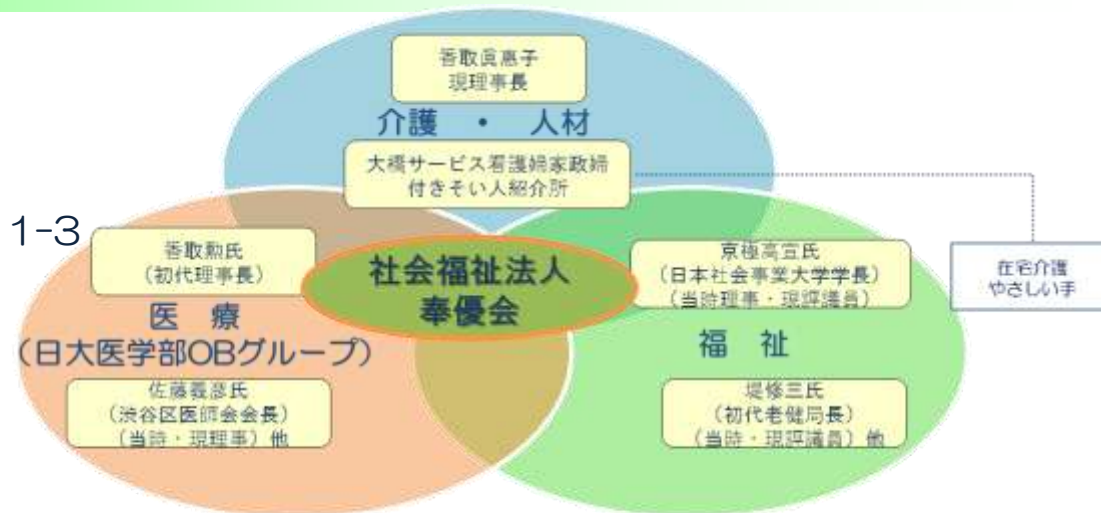 香取眞惠子
現理事長
介護 ・ 人材
大橋サービス看護婦家政婦
付きそい人紹介所
1-3
香取勲氏
(初代理事長)
社会福祉法人
奉優会
京極高宣氏
(日本社会事業大学学長)
(当時理事・現評議員)
在宅介護
やさしい手
医 療
(日大医学部OBグループ)
福 祉
佐藤義彦氏
(渋谷区医師会会長)
(当時・現理事)他
堤修三氏
(初代老健局長)
(当時・現評議員)他